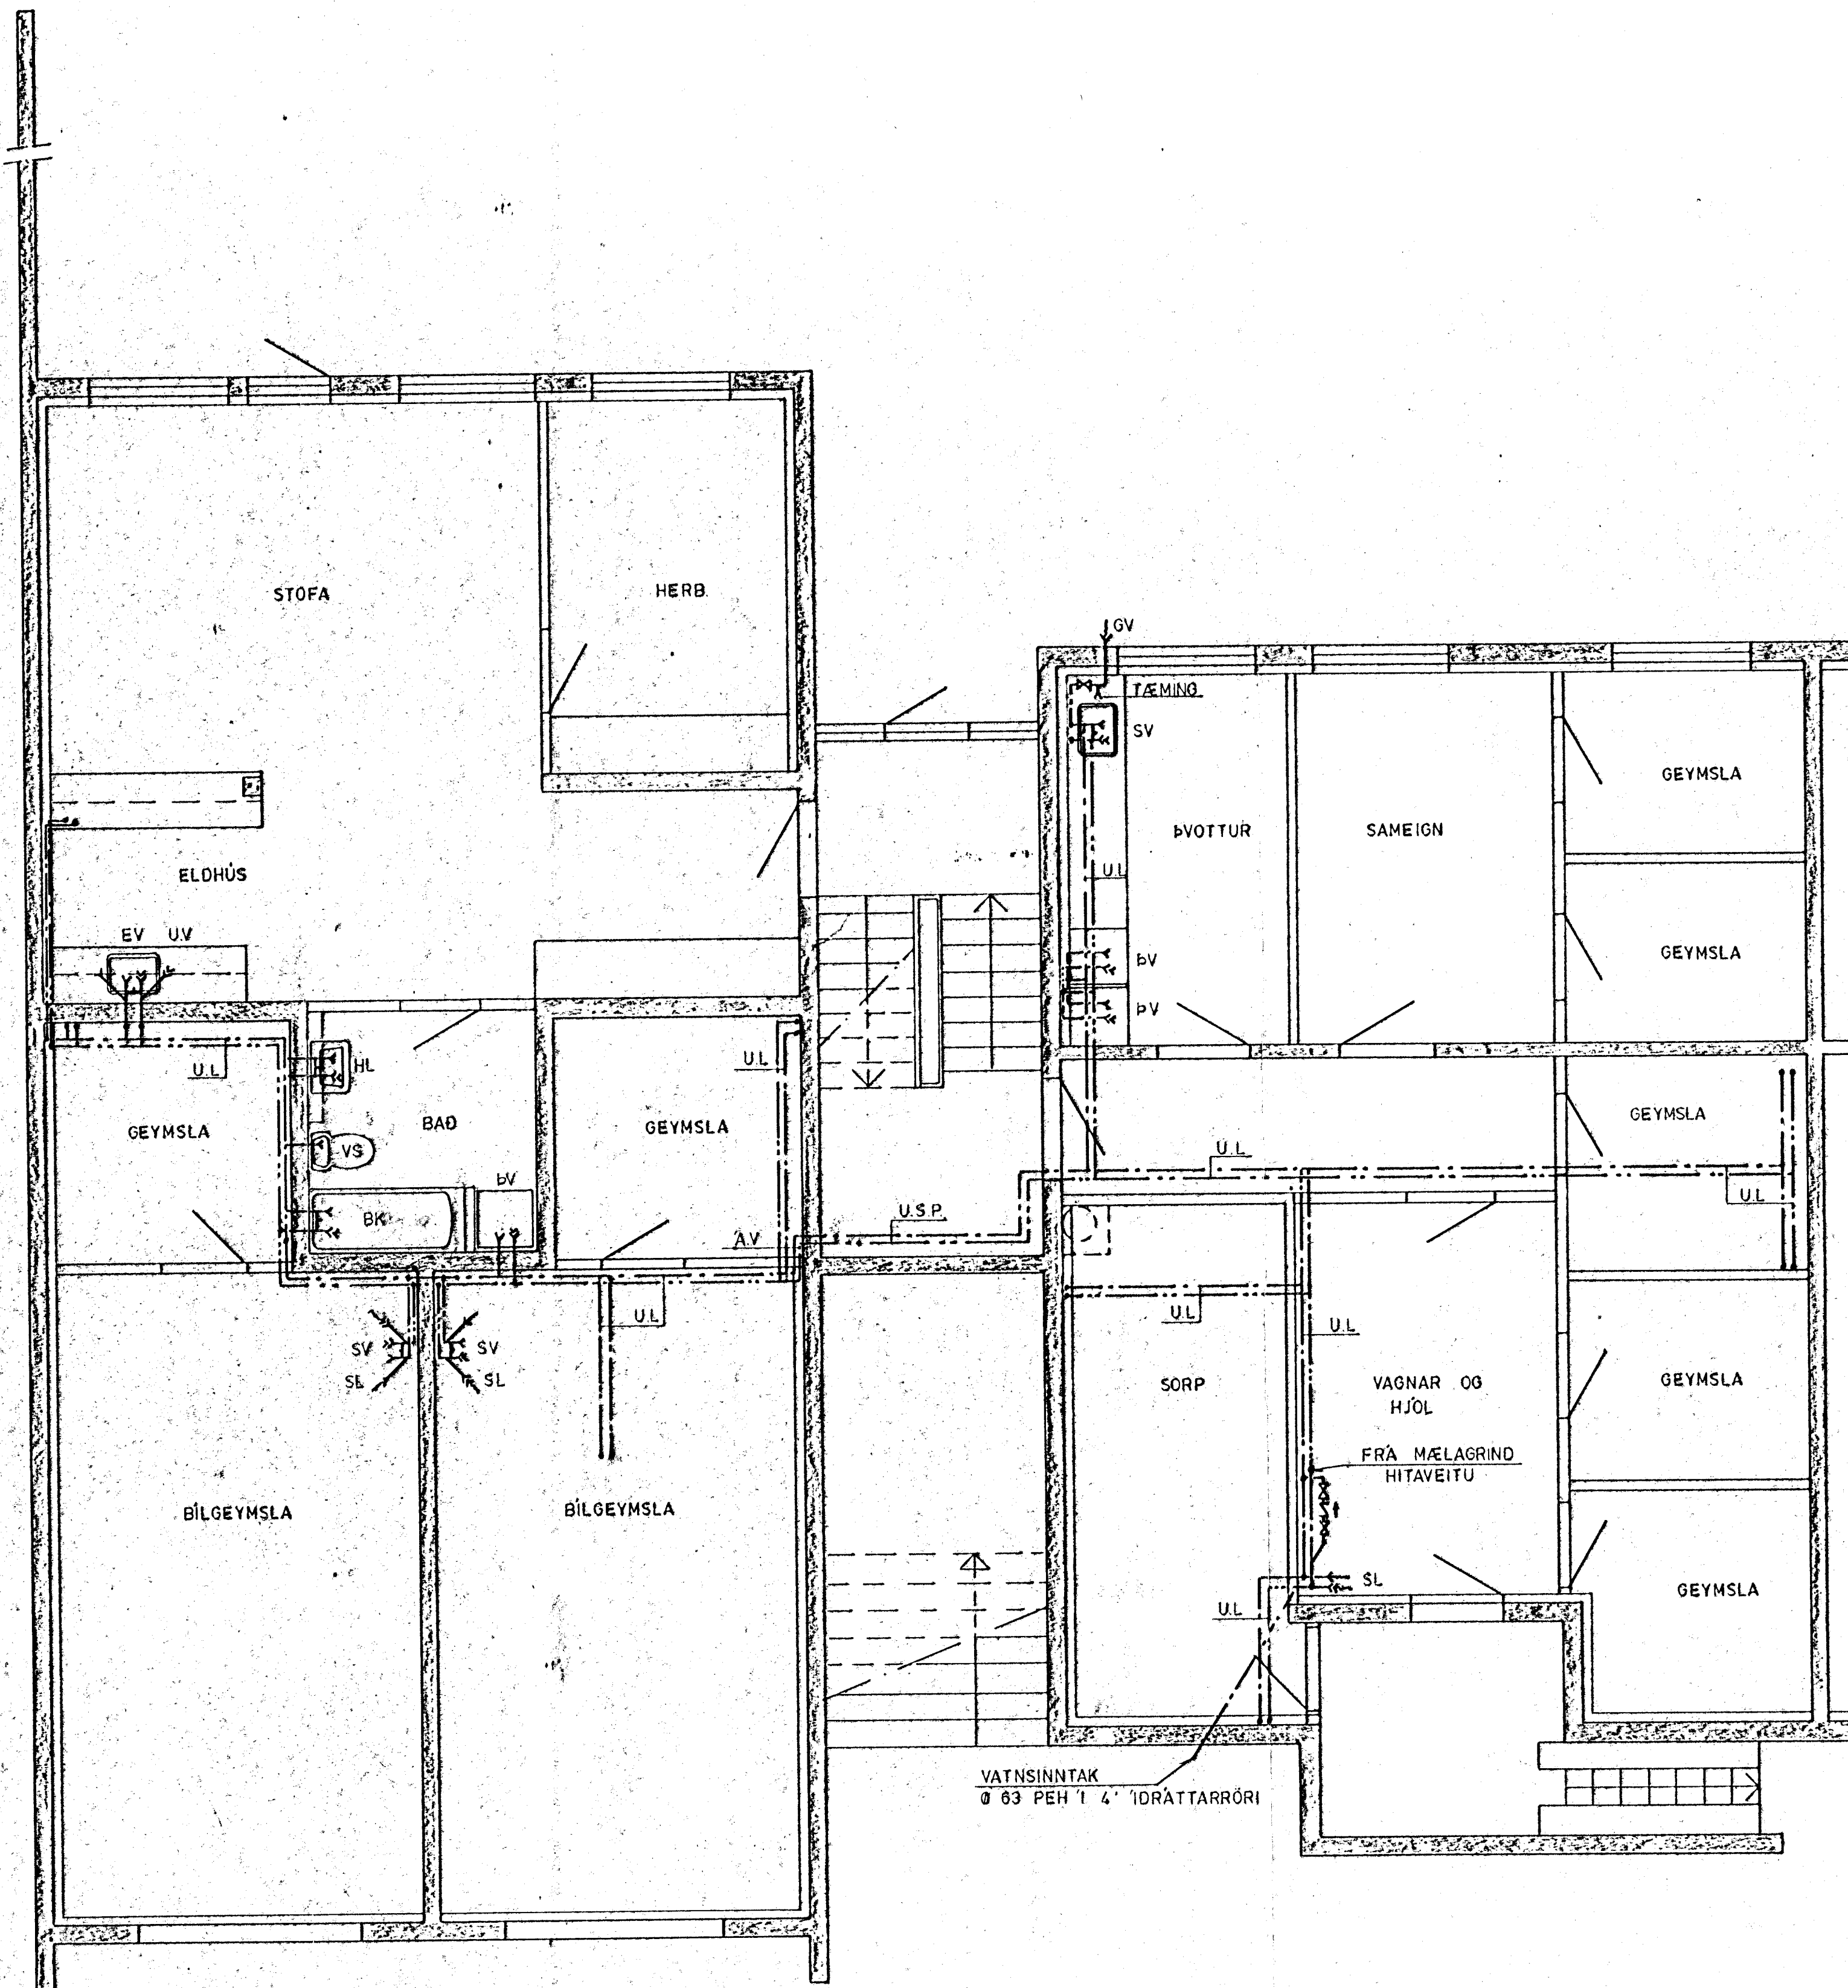 STOFA
HERB.
GV
TÆMING
SV
GEYMSLA
ÞVOTTUR
SAMEIGN
ELDHÚS
U.L
EV U.V
ÞV
GEYMSLA
ÞV
U.L
HL
U.L
GEYMSLA
BAÐ
GEYMSLA
GEYMSLA
VS
U.L
ÞV
U.L
BK
U.S.P.
A.V
U.L
U.L
U.L
SV
SV
SL
SL
SORP
VAGNAR OG
HJÓL
GEYMSLA
FRÁ MÆLAGRIND
HITAVEITU
BÍLGEYMSLA
BÍLGEYMSLA
SL
GEYMSLA
U.L
VATNSINNTAK
Ø 63 PEH Í 4" ÍDRÁTTARRÖRI